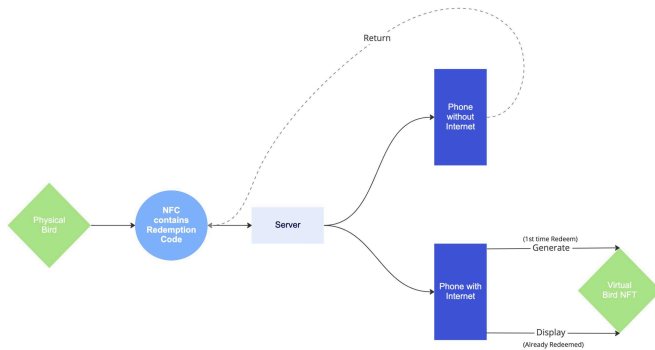 Return
Phone
without
Internet
Physical
Bird
NFC
contains
Redemption
Code
Server
(1st time Redeem)
Generate
Phone with
Internet
Virtual
Bird NFT
Display
(Already Redeemed)